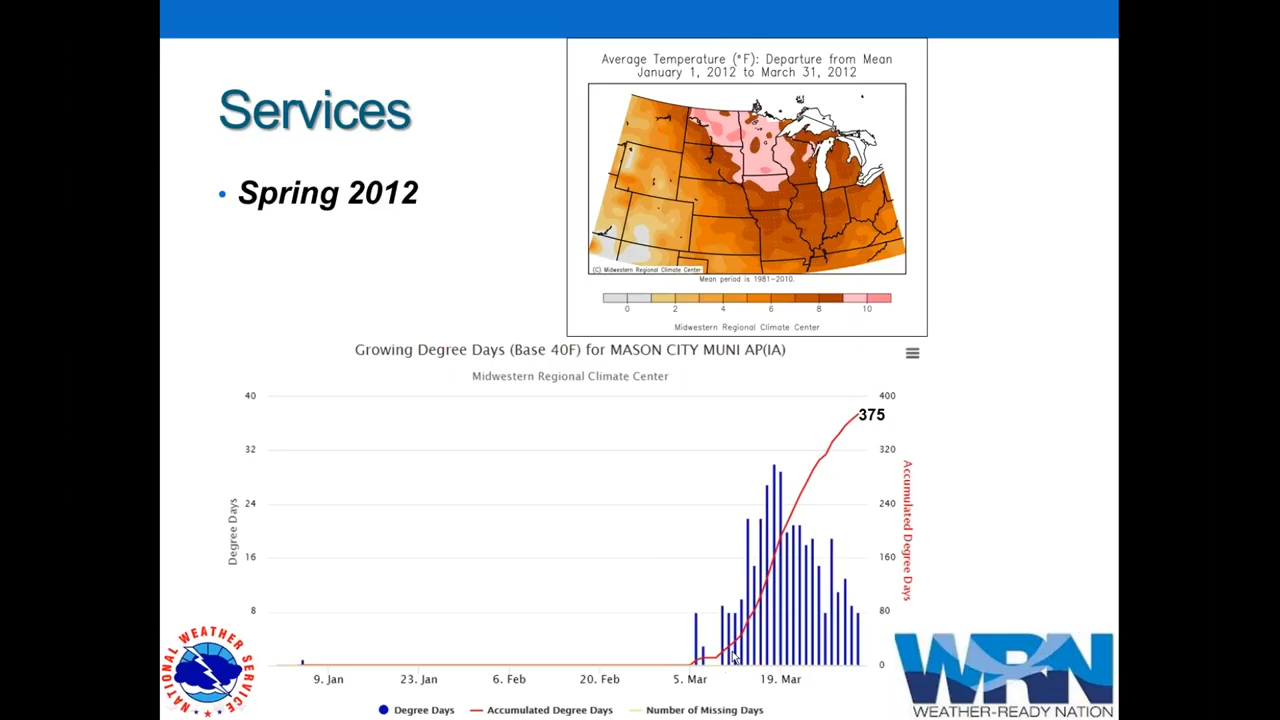 Services
• Spring 2012
Average Temperature (°F): Departure from Mean
January 1, 2012 to March 31, 2012
(C) Midwestern Regional Climate Center
Mean period is 1981-2010.
0 2 4 6 8 10
Midwestern Regional Climate Center
Growing Degree Days (Base 40F) for MASON CITY MUNI AP(IA)
Midwestern Regional Climate Center
40 400
375
32 320
24 240
16 160
8 80
0
Degree Days
Accumulated Degree Days
9. Jan 23. Jan 6. Feb 20. Feb 5. Mar 19. Mar
Degree Days Accumulated Degree Days Number of Missing Days
NATIONAL WEATHER SERVICE
WRN
WEATHER-READY NATION